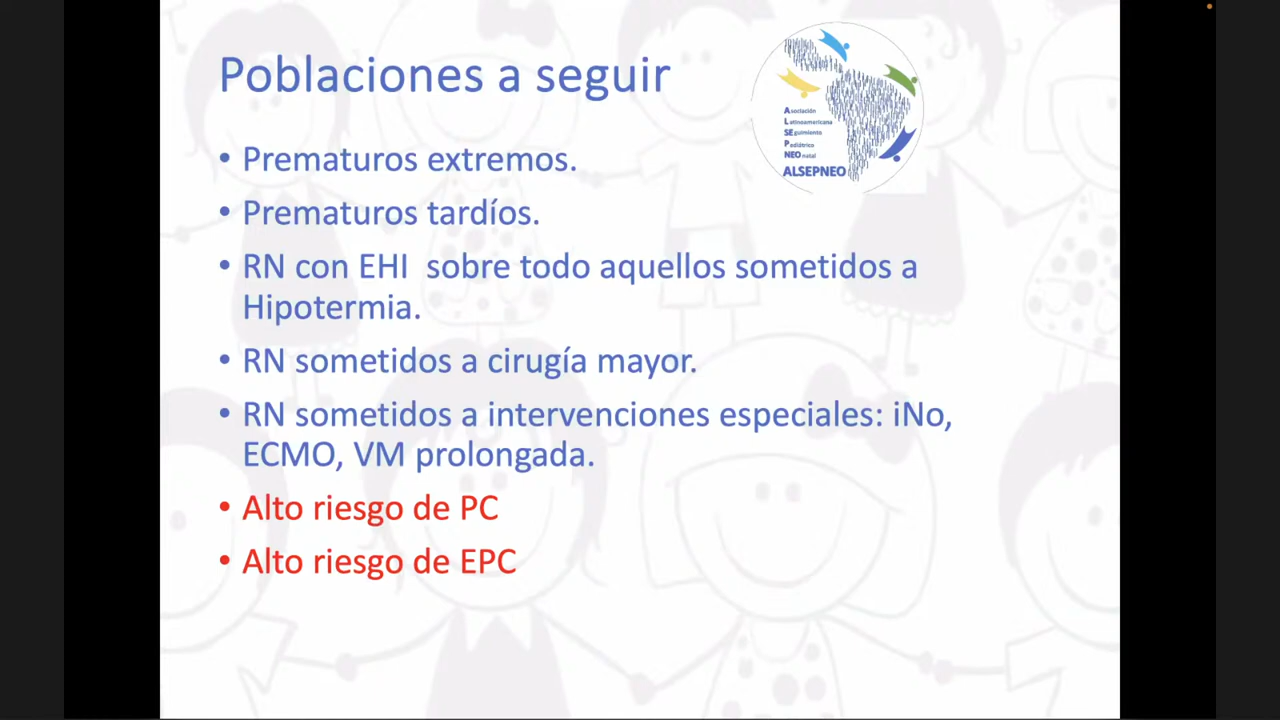 Poblaciones a seguir
Asociación
Latinoamericana
SEguimiento
Pediátrico
NEO natal
ALSEPNEO
• Prematuros extremos.
• Prematuros tardíos.
• RN con EHI  sobre todo aquellos sometidos a
Hipotermia.
• RN sometidos a cirugía mayor.
• RN sometidos a intervenciones especiales: iNo,
ECMO, VM prolongada.
• Alto riesgo de PC
• Alto riesgo de EPC